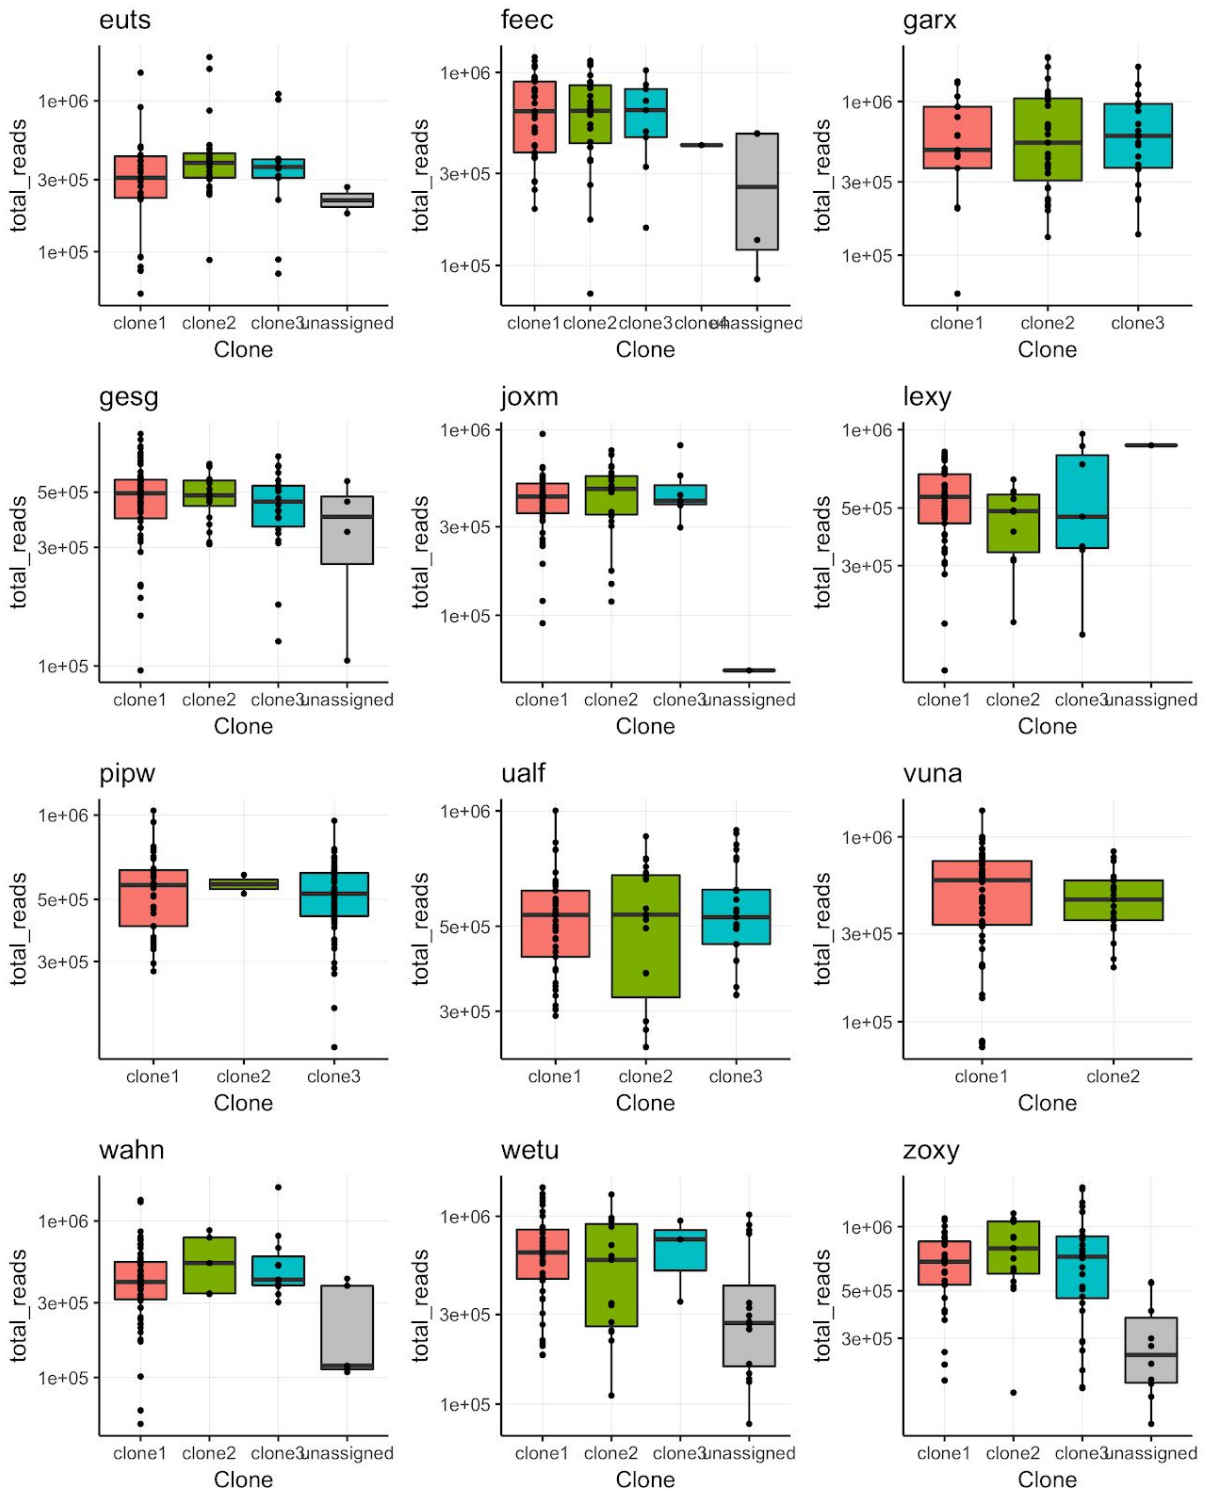 euts
feec
garx
total_reads
1e+06
3e+05
1e+05
clone1 clone2 clone3 unassigned
Clone
total_reads
1e+06
3e+05
1e+05
clone1 clone2 clone3 clone4 unassigned
Clone
total_reads
1e+06
3e+05
1e+05
clone1 clone2 clone3
Clone
gesg
joxm
lexy
total_reads
5e+05
3e+05
1e+05
clone1 clone2 clone3 unassigned
Clone
total_reads
1e+06
3e+05
1e+05
clone1 clone2 clone3 unassigned
Clone
total_reads
1e+06
5e+05
3e+05
clone1 clone2 clone3 unassigned
Clone
pipw
ualf
vuna
total_reads
1e+06
5e+05
3e+05
clone1 clone2 clone3
Clone
total_reads
1e+06
5e+05
3e+05
clone1 clone2 clone3
Clone
total_reads
1e+06
3e+05
1e+05
clone1 clone2
Clone
wahn
wetu
zoxy
total_reads
1e+06
3e+05
1e+05
clone1 clone2 clone3 unassigned
Clone
total_reads
1e+06
3e+05
1e+05
clone1 clone2 clone3 unassigned
Clone
total_reads
1e+06
5e+05
3e+05
clone1 clone2 clone3 unassigned
Clone